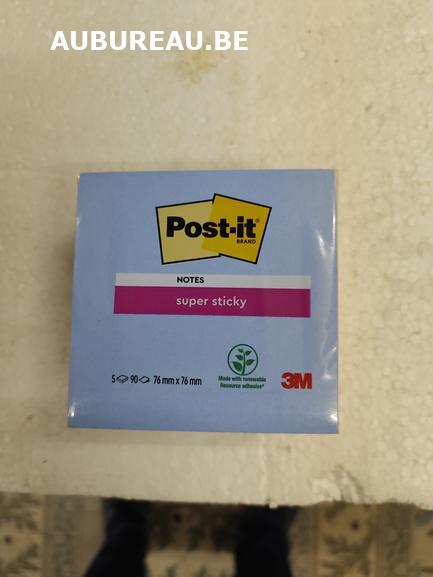 AUBUREAU.BE
Post-it®
BRAND
NOTES
super sticky
5 90 76 mm x 76 mm
Made with renewable
Resource adhesive*
3M